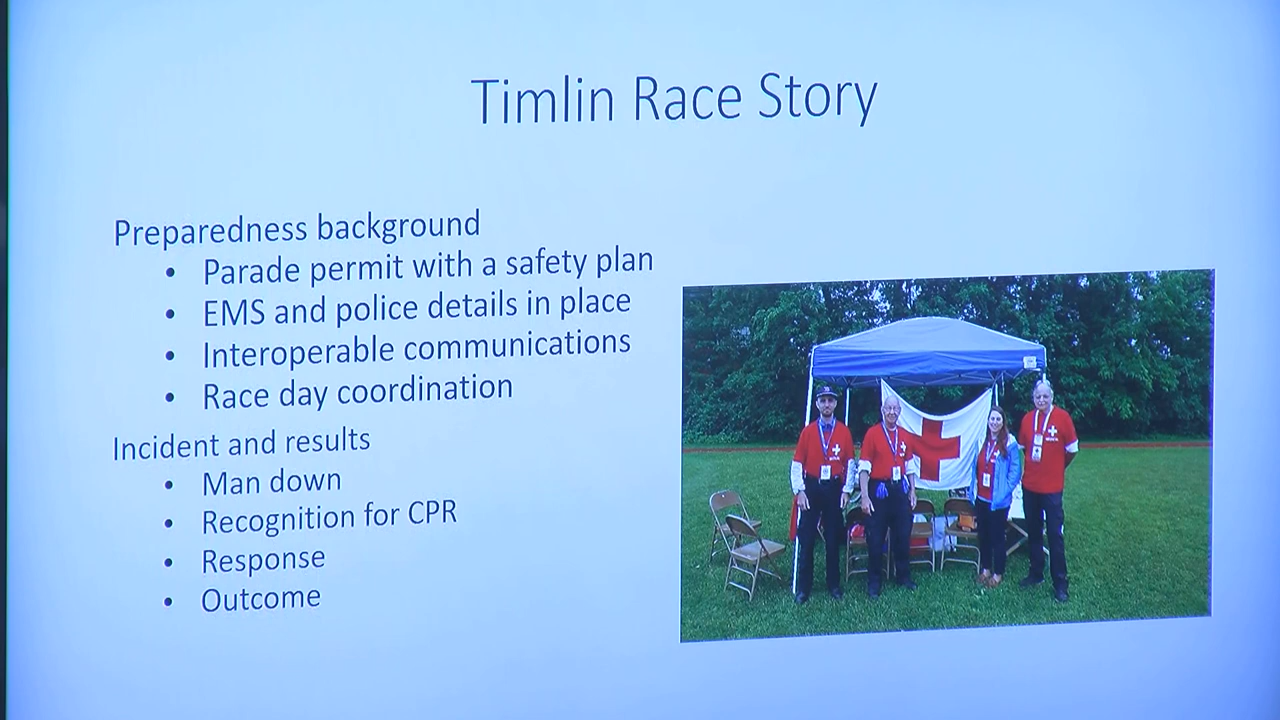 Timlin Race Story
Preparedness background
• Parade permit with a safety plan
• EMS and police details in place
• Interoperable communications
• Race day coordination
Incident and results
• Man down
• Recognition for CPR
• Response
• Outcome